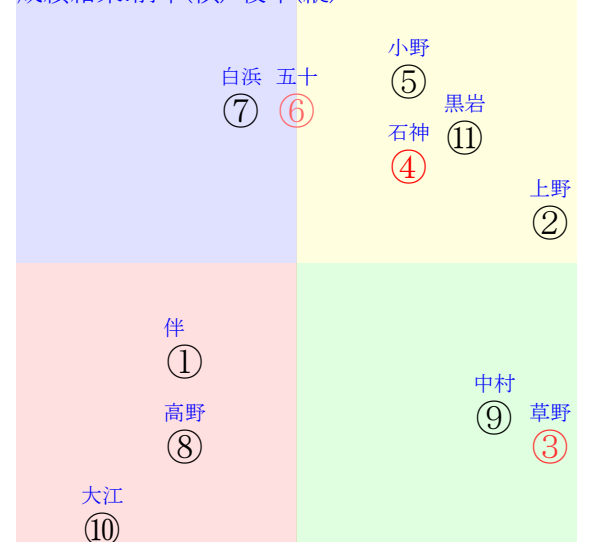 小野
⑤
白浜 五十
⑦ ⑥
黒岩
⑪
石神
④
上野
②
伴
①
中村
⑨
高野 草野
⑧ ③
大江
⑩